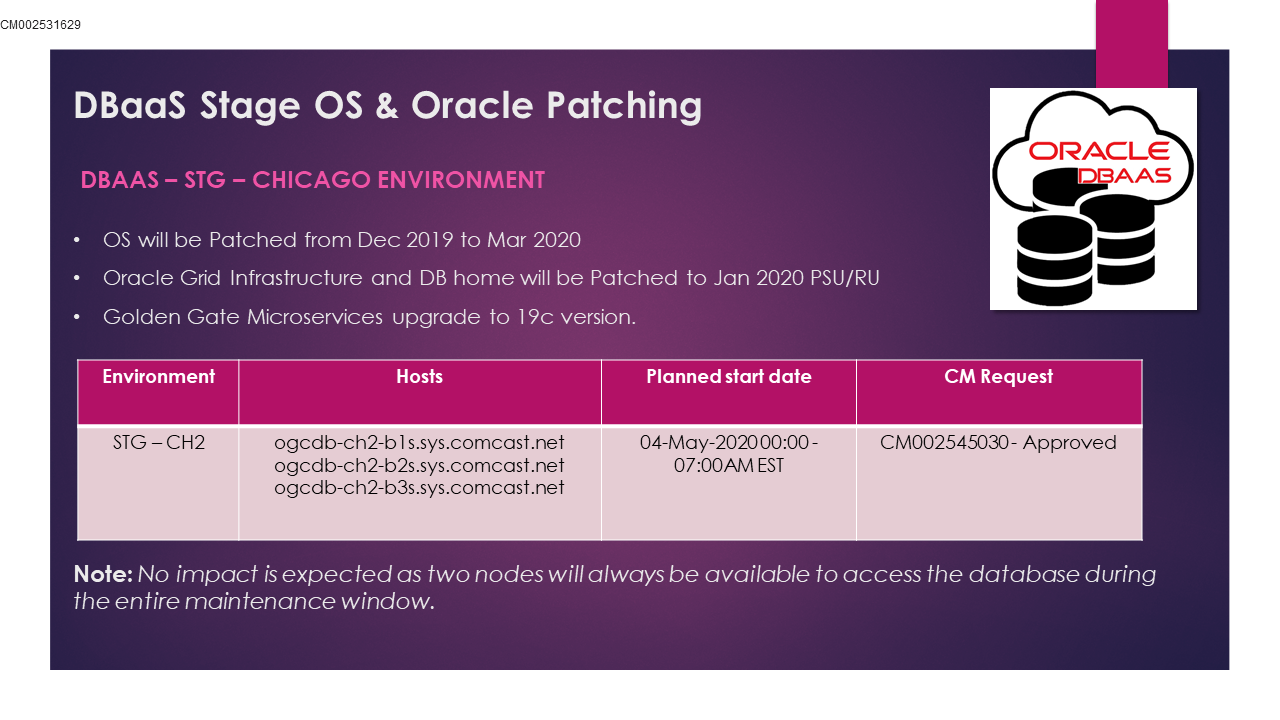 CM002531629
DBaaS Stage OS & Oracle Patching
ORACLE
DBAAS
DBAAS – STG – CHICAGO ENVIRONMENT
• OS will be Patched from Dec 2019 to Mar 2020
• Oracle Grid Infrastructure and DB home will be Patched to Jan 2020 PSU/RU
• Golden Gate Microservices upgrade to 19c version.
Environment Hosts Planned start date CM Request
STG – CH2 ogcdb-ch2-b1s.sys.comcast.net 04-May-2020 00:00 - CM002545030 - Approved
ogcdb-ch2-b2s.sys.comcast.net 07:00AM EST
ogcdb-ch2-b3s.sys.comcast.net
Note: No impact is expected as two nodes will always be available to access the database during
the entire maintenance window.